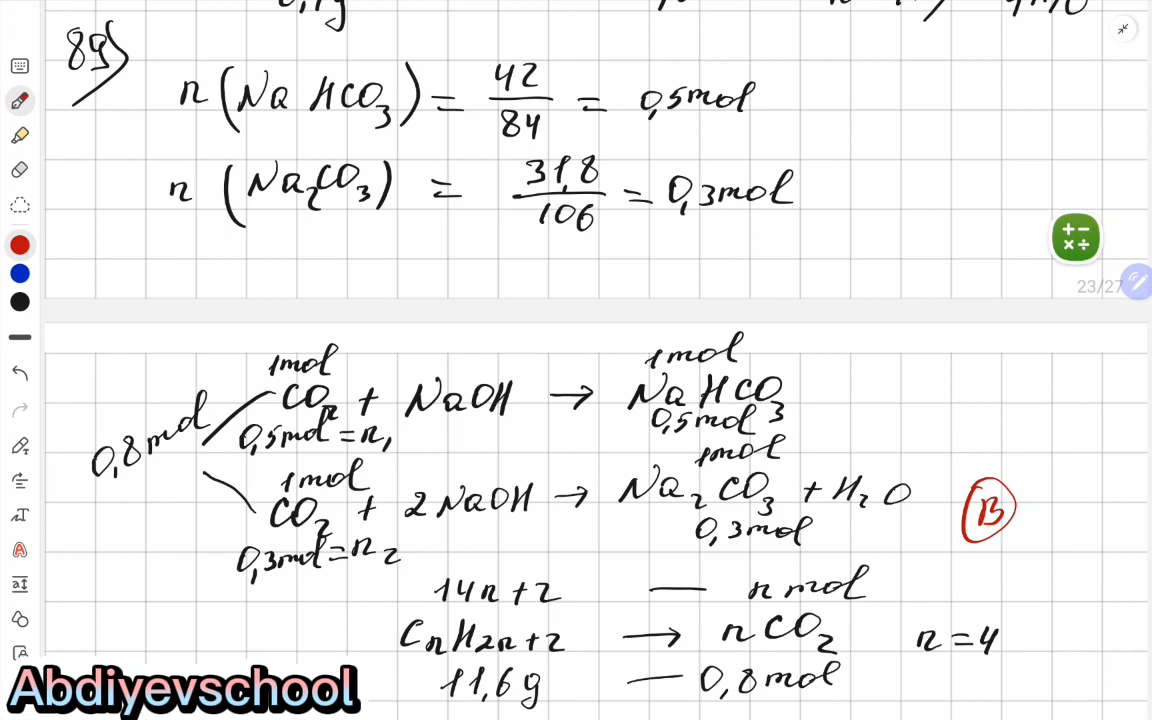 0,1g
89)
n(NaHCO3) = 42/84 = 0,5mol
n(Na2CO3) = 31,8/106 = 0,3mol
23/27
1mol 1mol
CO2 + NaOH → NaHCO3
0,8mol
0,5mol = n1 0,5mol
1mol 1mol
CO2 + 2NaOH → Na2CO3 + H2O
B
0,3mol = n2 0,3mol
14n+2 — n mol
CnH2n+2 → nCO2 n=4
11,6g — 0,8mol
Abdiyevschool